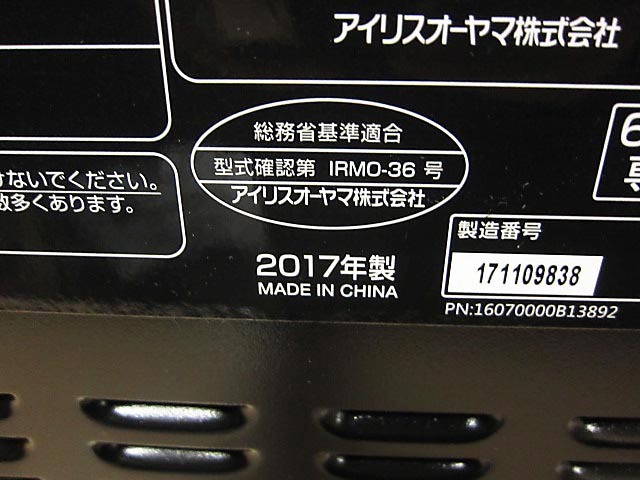 アイリスオーヤマ株式会社
総務省基準適合
型式確認第 IRMO-36 号
アイリスオーヤマ株式会社
けないでください。
数多くあります。
2017年製
MADE IN CHINA
製造番号
171109838
PN:16070000B13892
6